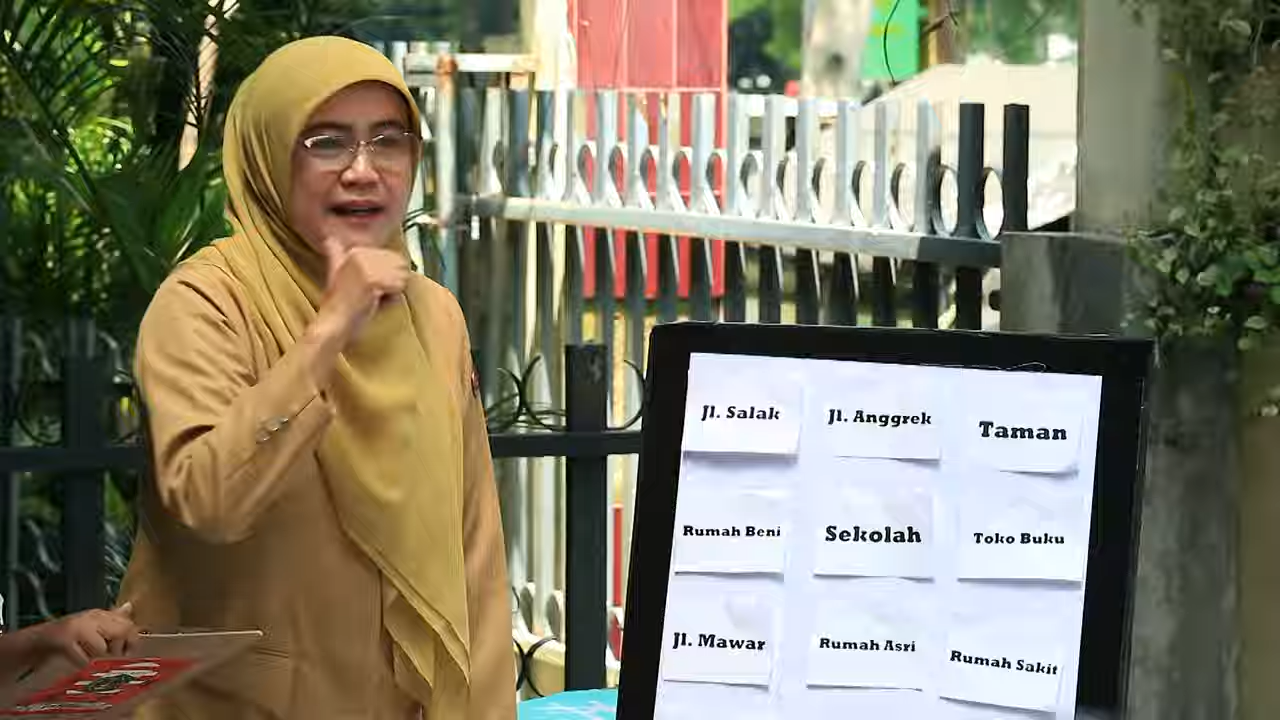 Jl. Salak
Jl. Anggrek
Taman
Rumah Beni
Sekolah
Toko Buku
Jl. Mawar
Rumah Asri
Rumah Sakit